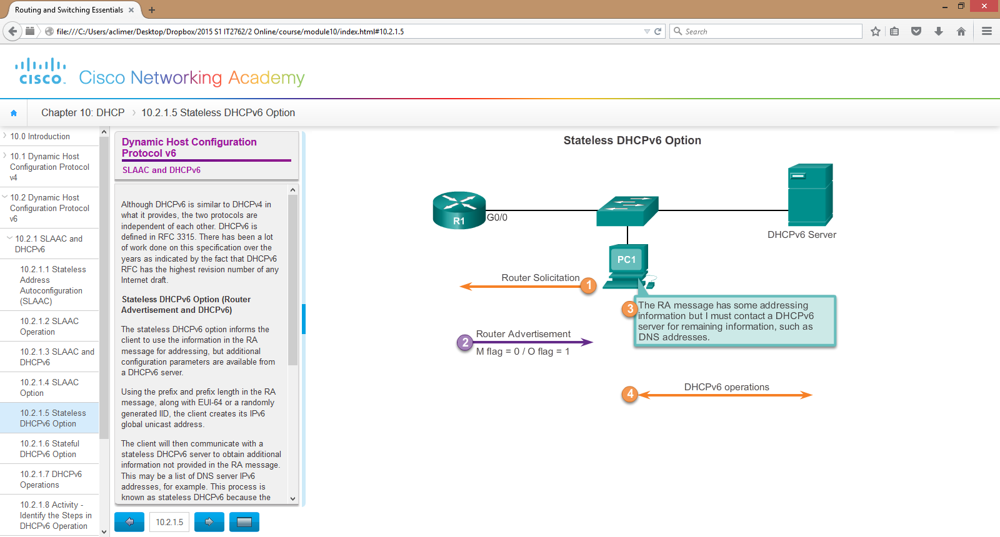 Routing and Switching Essentials
file:///C:/Users/aclimer/Desktop/Dropbox/2015 S1 IT2762/2 Online/course/module10/index.html#10.2.1.5
Search
CISCO.
Cisco Networking Academy
Chapter 10: DHCP
10.2.1.5 Stateless DHCPv6 Option
10.0 Introduction
10.1 Dynamic Host
Configuration Protocol
v4
10.2 Dynamic Host
Configuration Protocol
v6
10.2.1 SLAAC and
DHCPv6
10.2.1.1 Stateless
Address
Autoconfiguration
(SLAAC)
10.2.1.2 SLAAC
Operation
10.2.1.3 SLAAC and
DHCPv6
10.2.1.4 SLAAC
Option
10.2.1.5 Stateless
DHCPv6 Option
10.2.1.6 Stateful
DHCPv6 Option
10.2.1.7 DHCPv6
Operations
10.2.1.8 Activity -
Identify the Steps in
DHCPv6 Operation
Dynamic Host Configuration
Protocol v6
SLAAC and DHCPv6
Although DHCPv6 is similar to DHCPv4 in
what it provides, the two protocols are
independent of each other. DHCPv6 is
defined in RFC 3315. There has been a lot
of work done on this specification over the
years as indicated by the fact that DHCPv6
RFC has the highest revision number of any
Internet draft.
Stateless DHCPv6 Option (Router
Advertisement and DHCPv6)
The stateless DHCPv6 option informs the
client to use the information in the RA
message for addressing, but additional
configuration parameters are available from
a DHCPv6 server.
Using the prefix and prefix length in the RA
message, along with EUI-64 or a randomly
generated IID, the client creates its IPv6
global unicast address.
The client will then communicate with a
stateless DHCPv6 server to obtain additional
information not provided in the RA message.
This may be a list of DNS server IPv6
addresses, for example. This process is
known as stateless DHCPv6 because the
10.2.1.5
Stateless DHCPv6 Option
R1
G0/0
DHCPv6 Server
PC1
Router Solicitation
1
3
The RA message has some addressing
information but I must contact a DHCPv6
server for remaining information, such as
DNS addresses.
2
Router Advertisement
M flag = 0 / O flag = 1
4
DHCPv6 operations